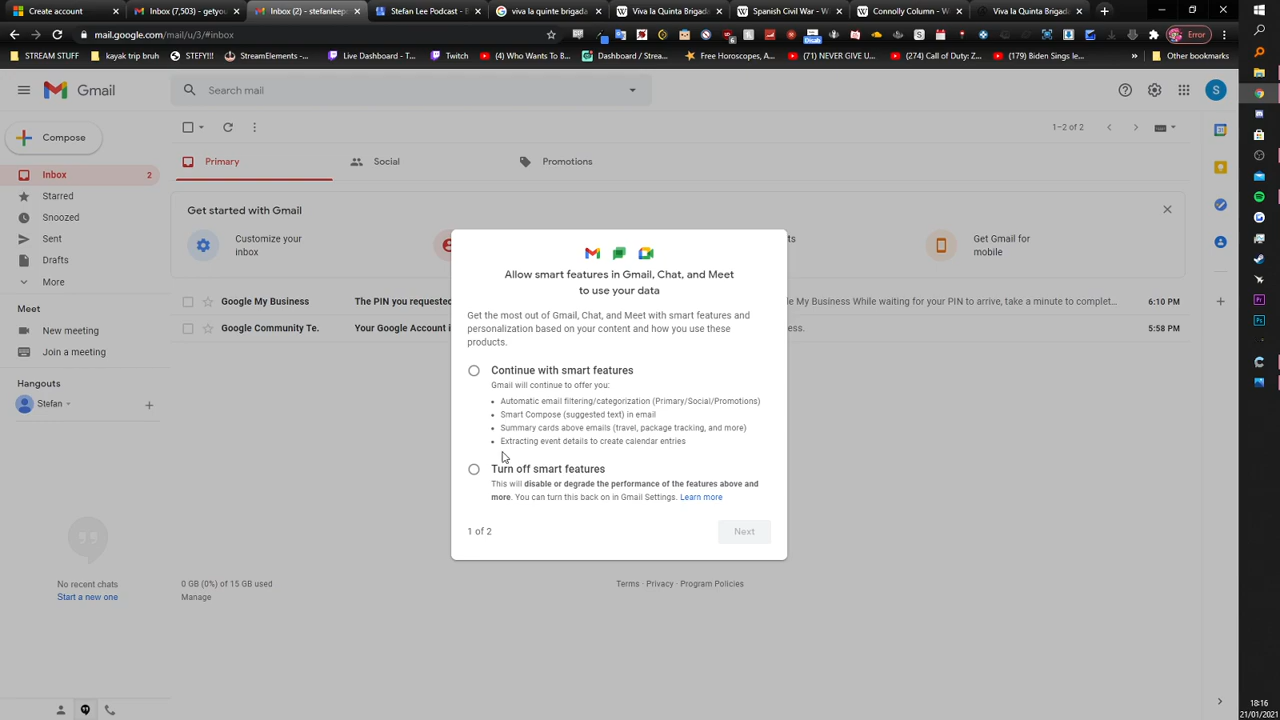 Create account
Inbox (7,503) - getyou
Inbox (2) - stefanleep
Stefan Lee Podcast - E
viva la quinte brigada
Viva la Quinta Brigad
Spanish Civil War - W
Connolly Column - W
Viva la Quinta Brigad
mail.google.com/mail/u/3/#inbox
Error
STREAM STUFF
kayak trip bruh
STEFY!!!
StreamElements -...
Live Dashboard - T...
Twitch
(4) Who Wants To B...
Dashboard / Stream...
Free Horoscopes, A...
(71) NEVER GIVE U...
(274) Call of Duty: Z...
(179) Biden Sings le...
Other bookmarks
Gmail
Search mail
S
Compose
1–2 of 2
Inbox
2
Primary
Social
Promotions
Starred
Snoozed
Sent
Drafts
More
Get started with Gmail
Customize your
inbox
ts
Get Gmail for
mobile
Google My Business
The PIN you requested
le My Business While waiting for your PIN to arrive, take a minute to complet...
6:10 PM
Google Community Te.
Your Google Account i
ess.
5:58 PM
Meet
New meeting
Join a meeting
Hangouts
Stefan
Allow smart features in Gmail, Chat, and Meet
to use your data
Get the most out of Gmail, Chat, and Meet with smart features and
personalization based on your content and how you use these
products.
Continue with smart features
Gmail will continue to offer you:
• Automatic email filtering/categorization (Primary/Social/Promotions)
• Smart Compose (suggested text) in email
• Summary cards above emails (travel, package tracking, and more)
• Extracting event details to create calendar entries
Turn off smart features
This will disable or degrade the performance of the features above and
more. You can turn this back on in Gmail Settings. Learn more
1 of 2
Next
No recent chats
Start a new one
0 GB (0%) of 15 GB used
Manage
Terms · Privacy · Program Policies
18:16
21/01/2021